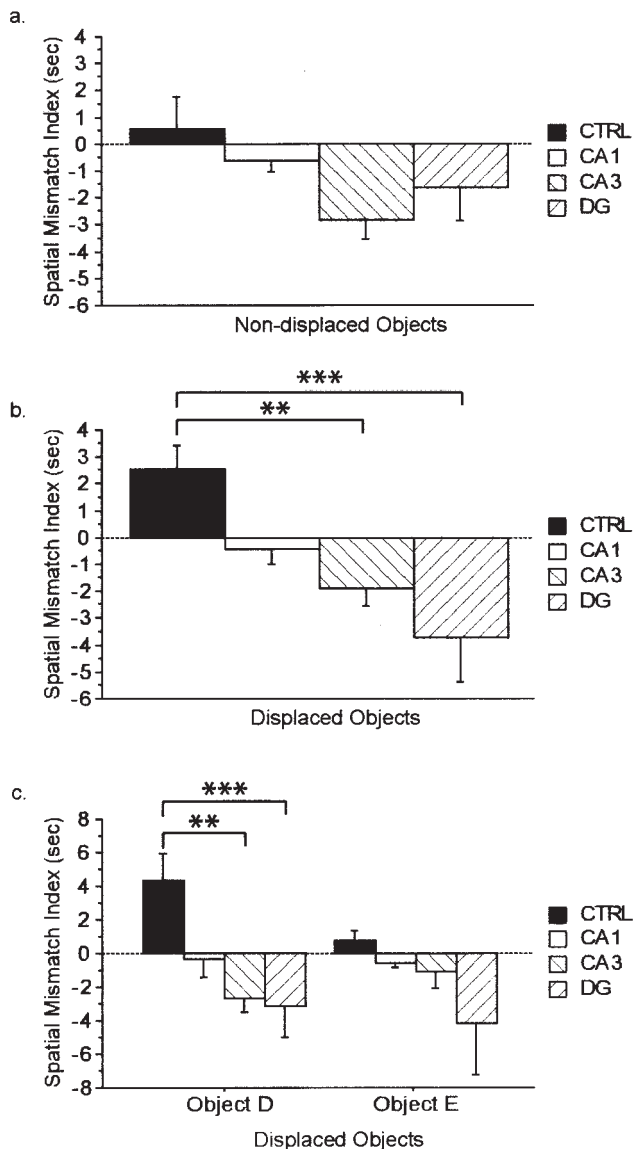 a.
Spatial Mismatch Index (sec)
4
3
2
1
0
-1
-2
-3
-4
-5
-6
Non-displaced Objects
CTRL
CA1
CA3
DG
b.
***
**
Spatial Mismatch Index (sec)
4
3
2
1
0
-1
-2
-3
-4
-5
-6
Displaced Objects
CTRL
CA1
CA3
DG
c.
***
**
Spatial Mismatch Index (sec)
8
6
4
2
0
-2
-4
-6
-8
Object D
Object E
Displaced Objects
CTRL
CA1
CA3
DG